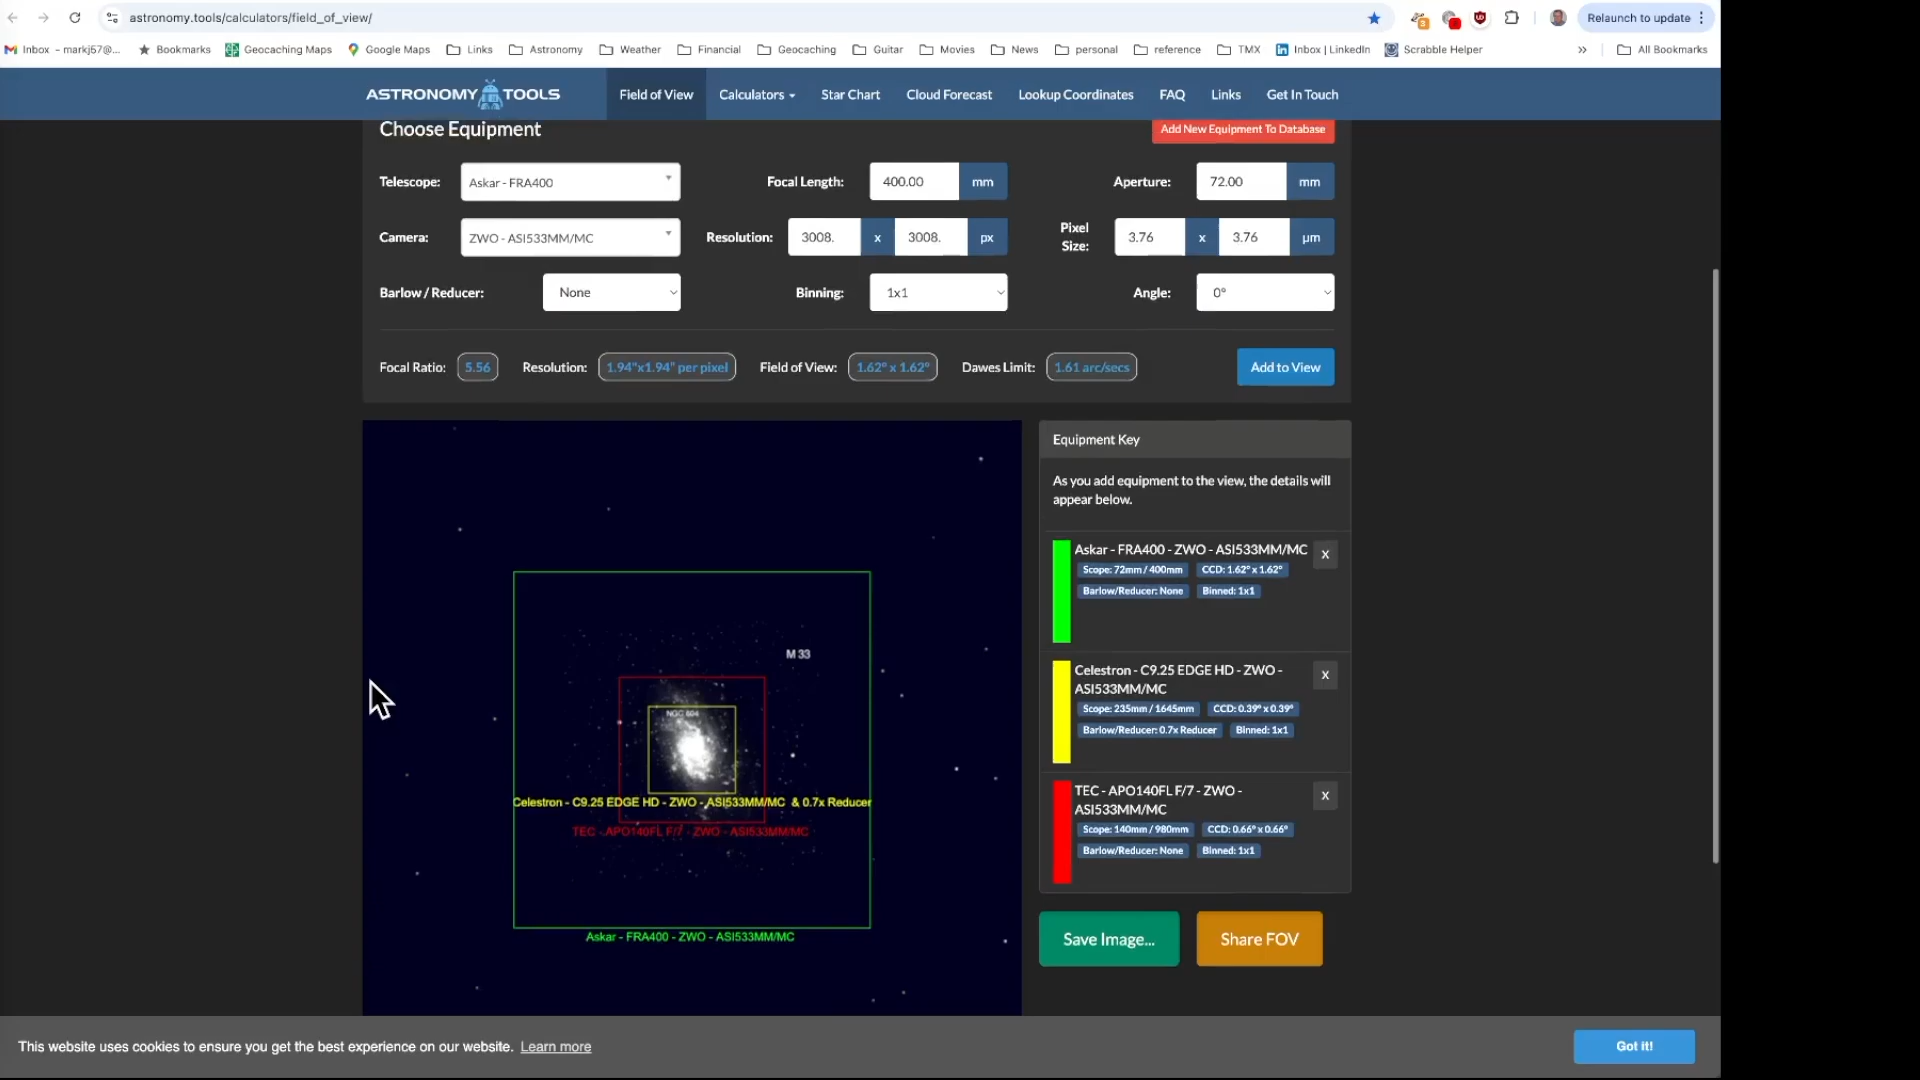 astronomy.tools/calculators/field_of_view/
Relaunch to update
Inbox - markj57@...
Bookmarks
Geocaching Maps
Google Maps
Links
Astronomy
Weather
Financial
Geocaching
Guitar
Movies
News
personal
reference
TMX
Inbox | LinkedIn
Scrabble Helper
»
All Bookmarks
ASTRONOMY TOOLS
Field of View
Calculators
Star Chart
Cloud Forecast
Lookup Coordinates
FAQ
Links
Get In Touch
Choose Equipment
Add New Equipment To Database
Telescope: Askar - FRA400
Focal Length: 400.00 mm
Aperture: 72.00 mm
Camera: ZWO - ASI533MM/MC
Resolution: 3008. x 3008. px
Pixel Size: 3.76 x 3.76 µm
Barlow / Reducer: None
Binning: 1x1
Angle: 0°
Focal Ratio: 5.56
Resolution: 1.94"x1.94" per pixel
Field of View: 1.62° x 1.62°
Dawes Limit: 1.61 arc/secs
Add to View
M 33
NGC 604
Celestron - C9.25 EDGE HD - ZWO - ASI533MM/MC & 0.7x Reducer
TEC - APO140FL F/7 - ZWO - ASI533MM/MC
Askar - FRA400 - ZWO - ASI533MM/MC
Equipment Key
As you add equipment to the view, the details will
appear below.
Askar - FRA400 - ZWO - ASI533MM/MC
x
Scope: 72mm / 400mm
CCD: 1.62° x 1.62°
Barlow/Reducer: None
Binned: 1x1
Celestron - C9.25 EDGE HD - ZWO -
ASI533MM/MC
x
Scope: 235mm / 1645mm
CCD: 0.39° x 0.39°
Barlow/Reducer: 0.7x Reducer
Binned: 1x1
TEC - APO140FL F/7 - ZWO -
ASI533MM/MC
x
Scope: 140mm / 980mm
CCD: 0.66° x 0.66°
Barlow/Reducer: None
Binned: 1x1
Save Image...
Share FOV
This website uses cookies to ensure you get the best experience on our website. Learn more
Got it!